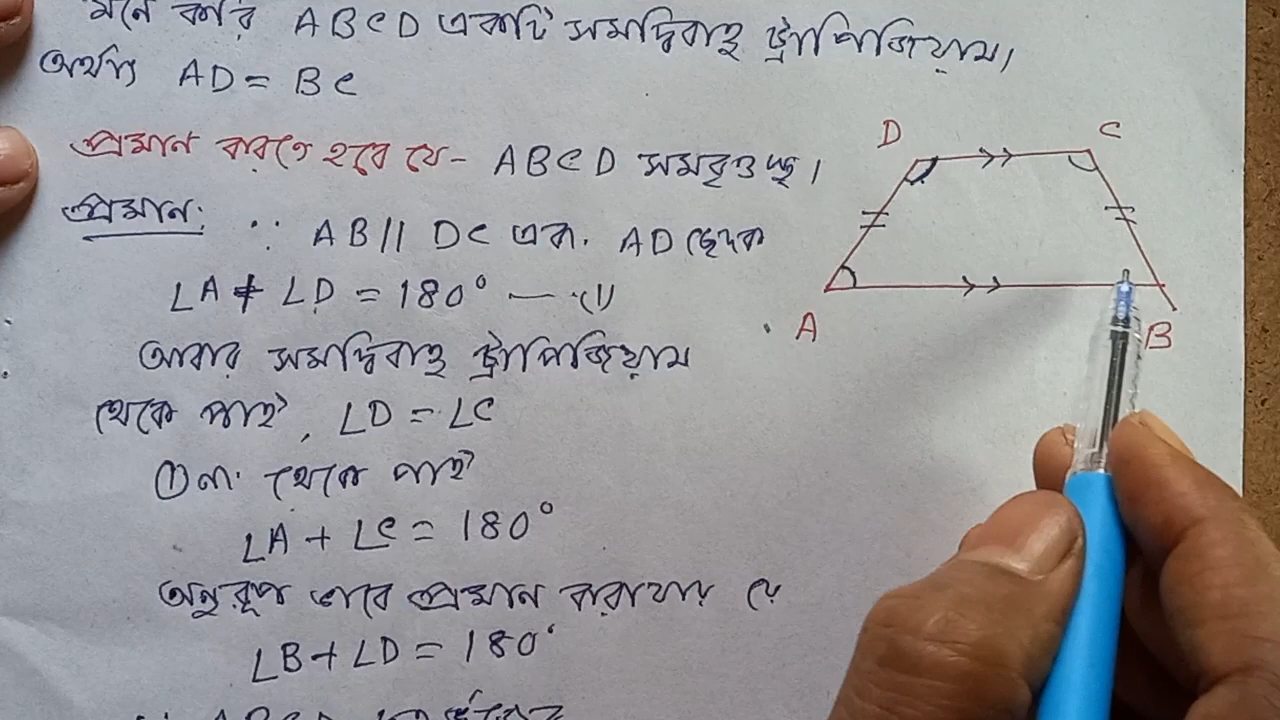 মনে করি ABCD একটি সমদ্বিবাহু ট্রাপিজিয়াম।
অর্থাৎ AD = BC
প্রমান করতে হবে যে- ABCD সমবৃত্তস্থ।
প্রমান:
∵ AB || DC এবং AD ছেদক
∠A + ∠D = 180° — (1)
আবার সমদ্বিবাহু ট্রাপিজিয়াম
থেকে পাই, ∠D = ∠C
① নং থেকে পাই
∠A + ∠C = 180°
অনুরূপ ভাবে প্রমান করাযায় যে
∠B + ∠D = 180°
∴ ABCD
D C
A B